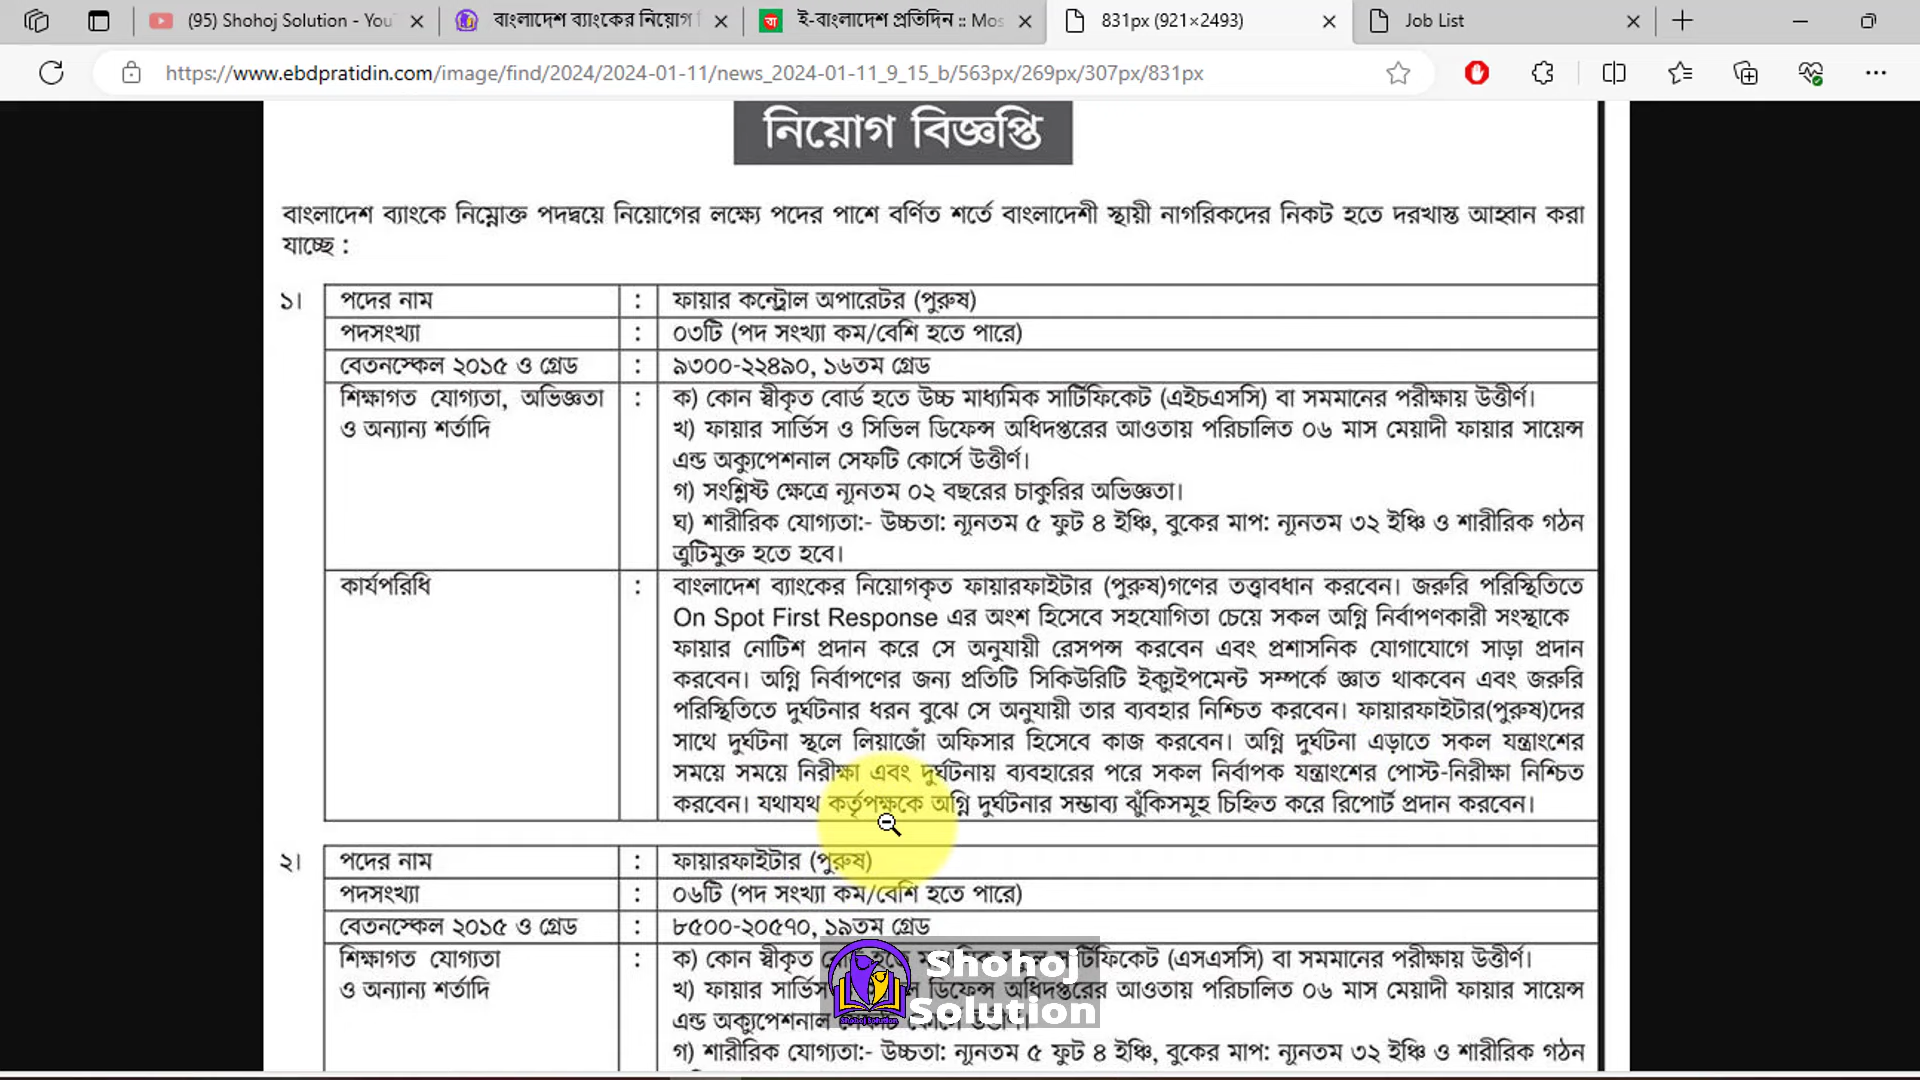 (95) Shohoj Solution - You
বাংলাদেশ ব্যাংকের নিয়োগ
ই-বাংলাদেশ প্রতিদিন :: Mos
831px (921×2493)
Job List
https://www.ebdpratidin.com/image/find/2024/2024-01-11/news_2024-01-11_9_15_b/563px/269px/307px/831px
নিয়োগ বিজ্ঞপ্তি
বাংলাদেশ ব্যাংকে নিম্নোক্ত পদদ্বয়ে নিয়োগের লক্ষ্যে পদের পাশে বর্ণিত শর্তে বাংলাদেশী স্থায়ী নাগরিকদের নিকট হতে দরখাস্ত আহ্বান করা
যাচ্ছে :
১। পদের নাম : ফায়ার কন্ট্রোল অপারেটর (পুরুষ)
পদসংখ্যা : ০৩টি (পদ সংখ্যা কম/বেশি হতে পারে)
বেতনস্কেল ২০১৫ ও গ্রেড : ৯৩০০-২২৪৯০, ১৬তম গ্রেড
শিক্ষাগত যোগ্যতা, অভিজ্ঞতা : ক) কোন স্বীকৃত বোর্ড হতে উচ্চ মাধ্যমিক সার্টিফিকেট (এইচএসসি) বা সমমানের পরীক্ষায় উত্তীর্ণ।
ও অন্যান্য শর্তাদি খ) ফায়ার সার্ভিস ও সিভিল ডিফেন্স অধিদপ্তরের আওতায় পরিচালিত ০৬ মাস মেয়াদী ফায়ার সায়েন্স
এন্ড অক্যুপেশনাল সেফটি কোর্সে উত্তীর্ণ।
গ) সংশ্লিষ্ট ক্ষেত্রে ন্যূনতম ০২ বছরের চাকুরির অভিজ্ঞতা।
ঘ) শারীরিক যোগ্যতা:- উচ্চতা: ন্যূনতম ৫ ফুট ৪ ইঞ্চি, বুকের মাপ: ন্যূনতম ৩২ ইঞ্চি ও শারীরিক গঠন
ত্রুটিমুক্ত হতে হবে।
কার্যপরিধি : বাংলাদেশ ব্যাংকের নিয়োগকৃত ফায়ারফাইটার (পুরুষ)গণের তত্ত্বাবধান করবেন। জরুরি পরিস্থিতিতে
On Spot First Response এর অংশ হিসেবে সহযোগিতা চেয়ে সকল অগ্নি নির্বাপণকারী সংস্থাকে
ফায়ার নোটিশ প্রদান করে সে অনুযায়ী রেসপন্স করবেন এবং প্রশাসনিক যোগাযোগে সাড়া প্রদান
করবেন। অগ্নি নির্বাপণের জন্য প্রতিটি সিকিউরিটি ইক্যুইপমেন্ট সম্পর্কে জ্ঞাত থাকবেন এবং জরুরি
পরিস্থিতিতে দুর্ঘটনার ধরন বুঝে সে অনুযায়ী তার ব্যবহার নিশ্চিত করবেন। ফায়ারফাইটার(পুরুষ)দের
সাথে দুর্ঘটনা স্থলে লিয়াজোঁ অফিসার হিসেবে কাজ করবেন। অগ্নি দুর্ঘটনা এড়াতে সকল যন্ত্রাংশের
সময়ে সময়ে নিরীক্ষা এবং দুর্ঘটনায় ব্যবহারের পরে সকল নির্বাপক যন্ত্রাংশের পোস্ট-নিরীক্ষা নিশ্চিত
করবেন। যথাযথ কর্তৃপক্ষকে অগ্নি দুর্ঘটনার সম্ভাব্য ঝুঁকিসমূহ চিহ্নিত করে রিপোর্ট প্রদান করবেন।
২। পদের নাম : ফায়ারফাইটার (পুরুষ)
পদসংখ্যা : ০৬টি (পদ সংখ্যা কম/বেশি হতে পারে)
বেতনস্কেল ২০১৫ ও গ্রেড : ৮৫০০-২০৫৭০, ১৯তম গ্রেড
শিক্ষাগত যোগ্যতা : ক) কোন স্বীকৃত (এসএসসি) বা সমমানের পরীক্ষায় উত্তীর্ণ।
ও অন্যান্য শর্তাদি খ) ফায়ার সার্ভিস ডিফেন্স অধিদপ্তরের আওতায় পরিচালিত ০৬ মাস মেয়াদী ফায়ার সায়েন্স
এন্ড অক্যুপেশনাল
গ) শারীরিক যোগ্যতা:- উচ্চতা: ন্যূনতম ৫ ফুট ৪ ইঞ্চি, বুকের মাপ: ন্যূনতম ৩২ ইঞ্চি ও শারীরিক গঠন
Shohoj
Solution
Shohoj Solution